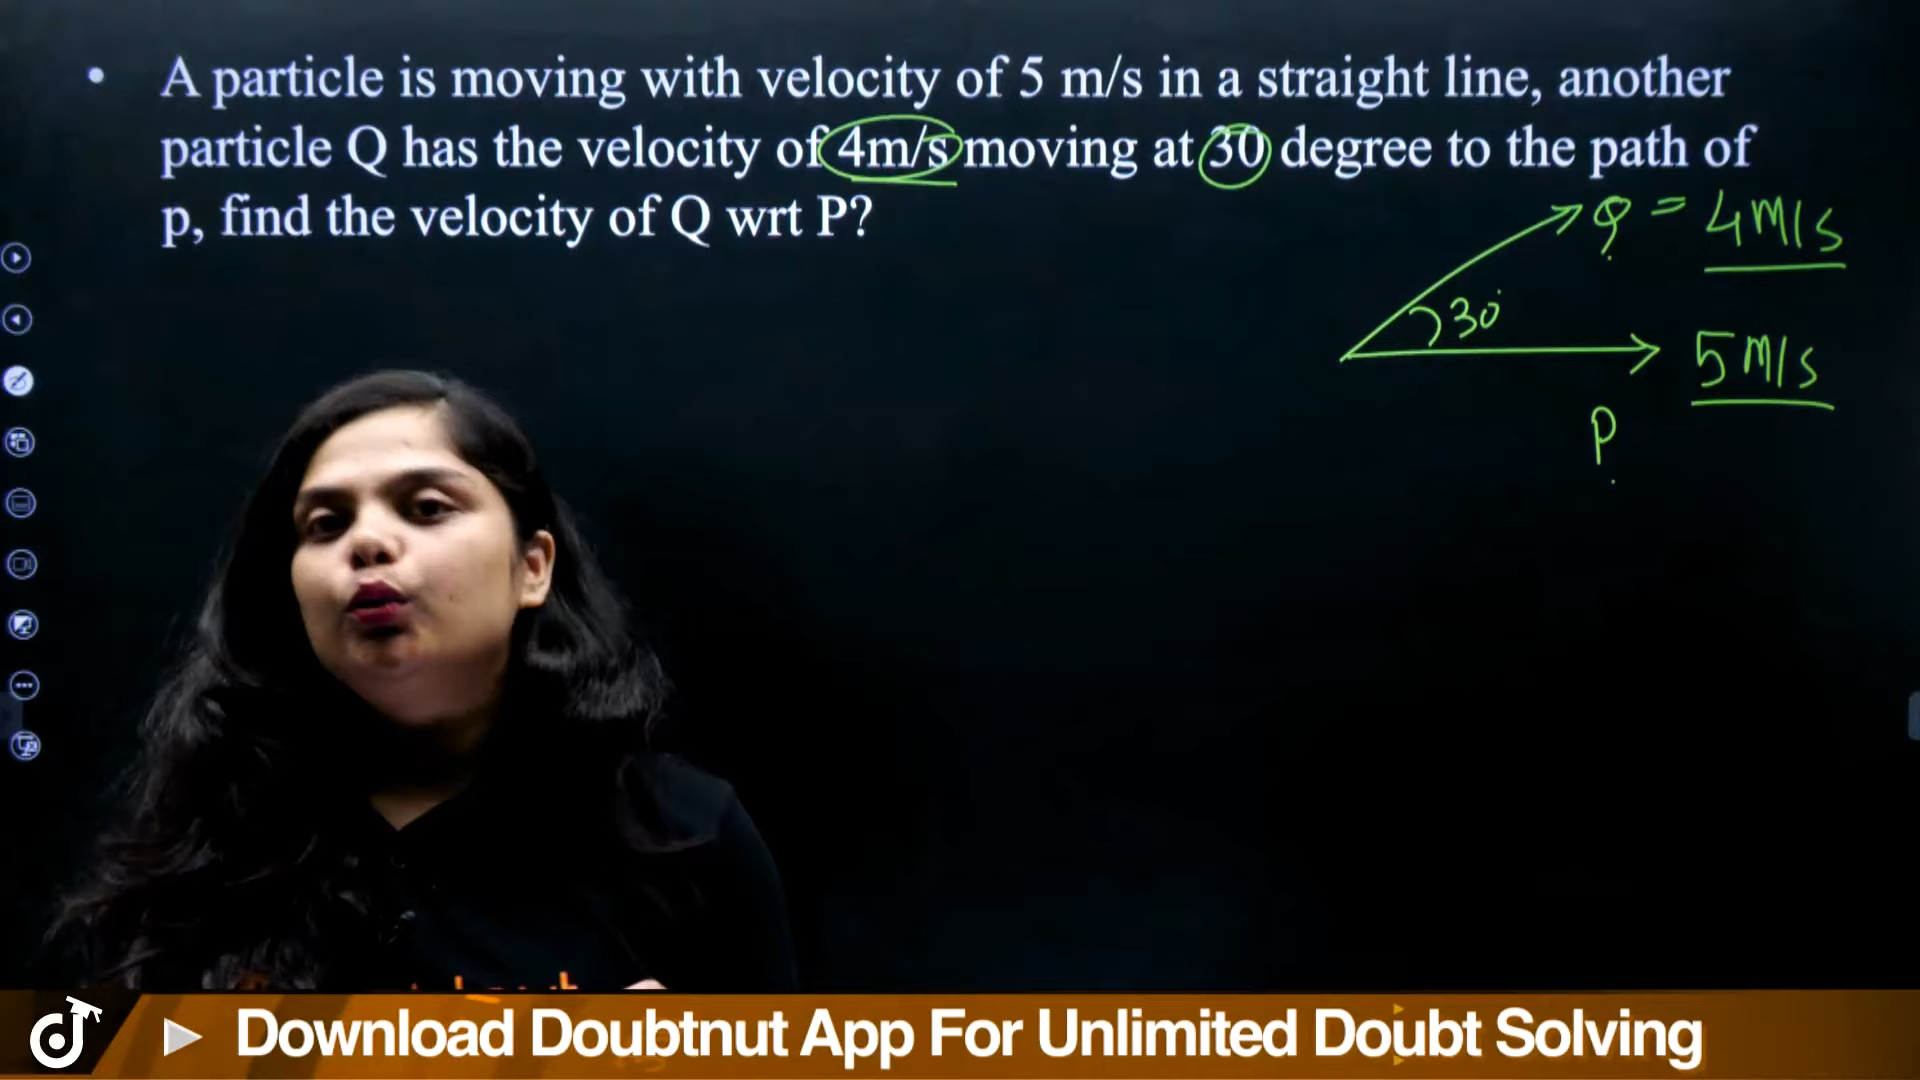 • A particle is moving with velocity of 5 m/s in a straight line, another
particle Q has the velocity of 4m/s moving at 30 degree to the path of
p, find the velocity of Q wrt P?
Q = 4M/s
30°
5M/s
P
Download Doubtnut App For Unlimited Doubt Solving